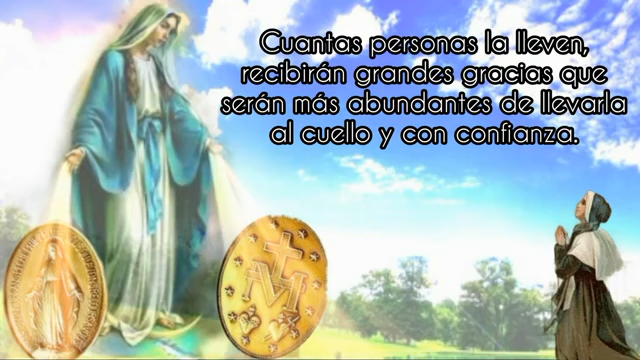 Cuantas personas la lleven,
recibirán grandes gracias que
serán más abundantes de llevarla
al cuello y con confianza.